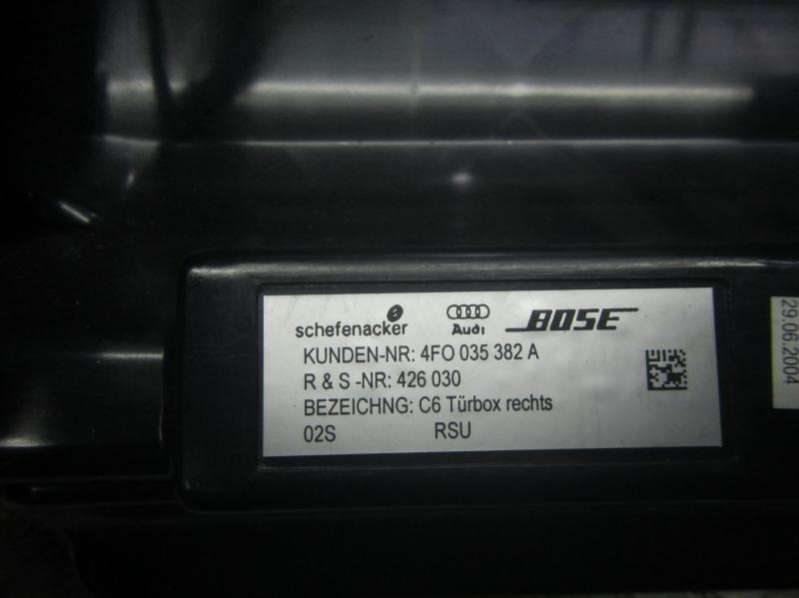 schefenacker
Audi
BOSE
KUNDEN-NR: 4FO 035 382 A
R & S -NR: 426 030
BEZEICHNG: C6 Türbox rechts
02S RSU
29.06.2004